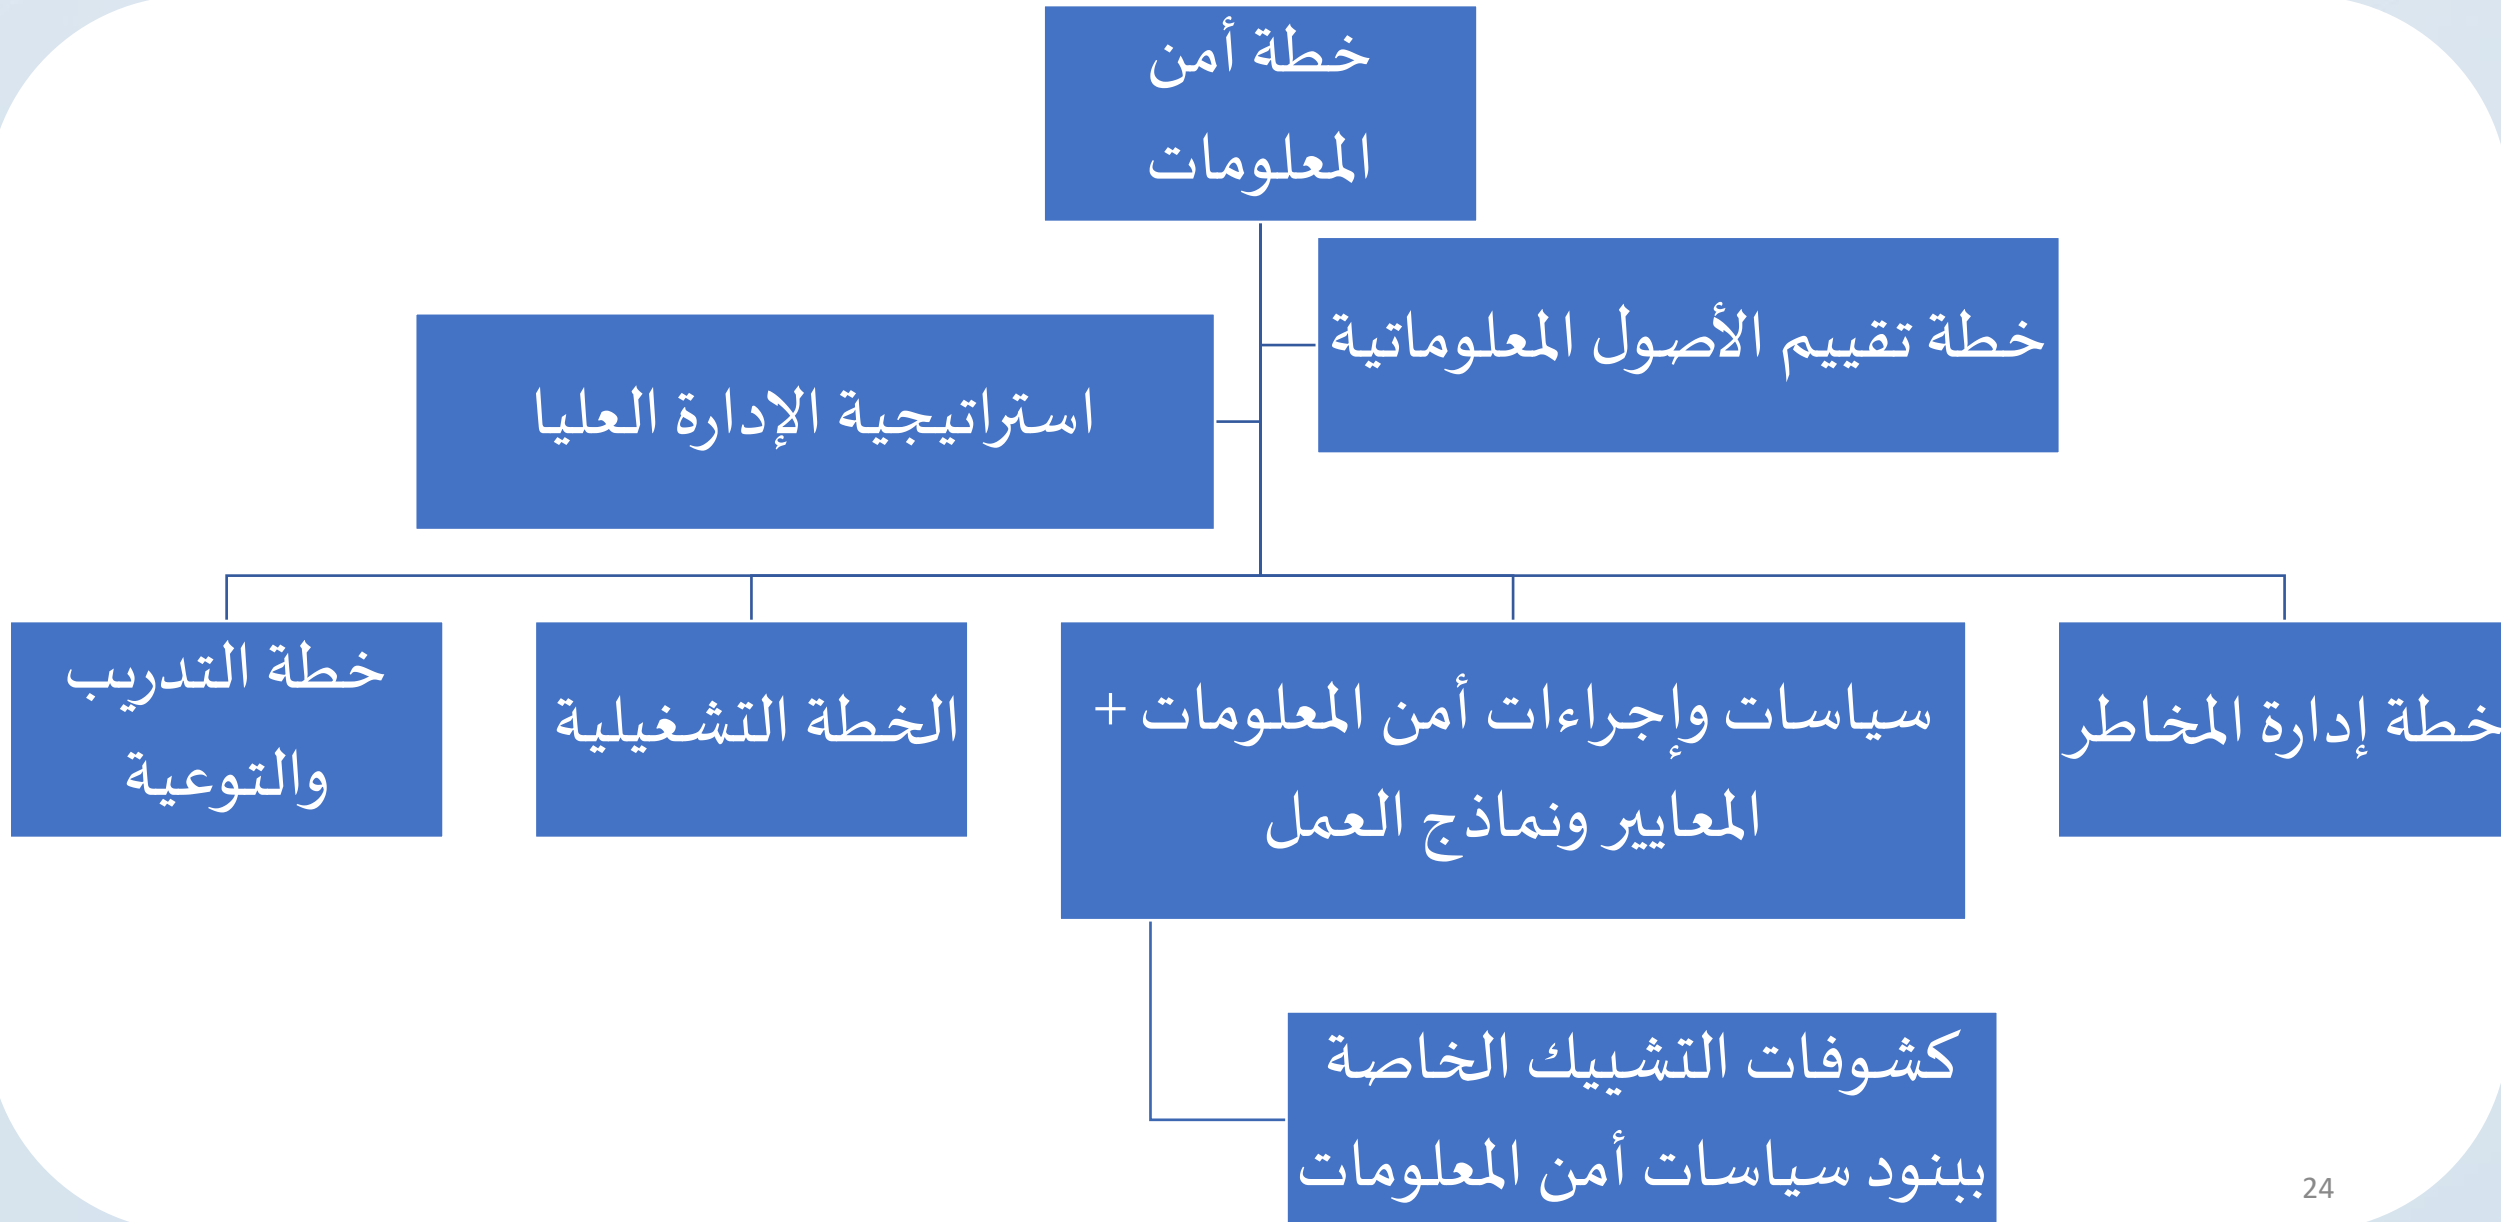 خطة أمن
المعلومات
خطة تقييم الأصول المعلوماتية
استراتيجية الإدارة العليا
خطة إدارة المخاطر
سياسات وإجراءات أمن المعلومات +
المعايير ونماذج العمل
الخطة التشغيلية
خطة التدريب
والتوعية
كشوفات التشييك الخاصة
ببنود سياسات أمن المعلومات
24